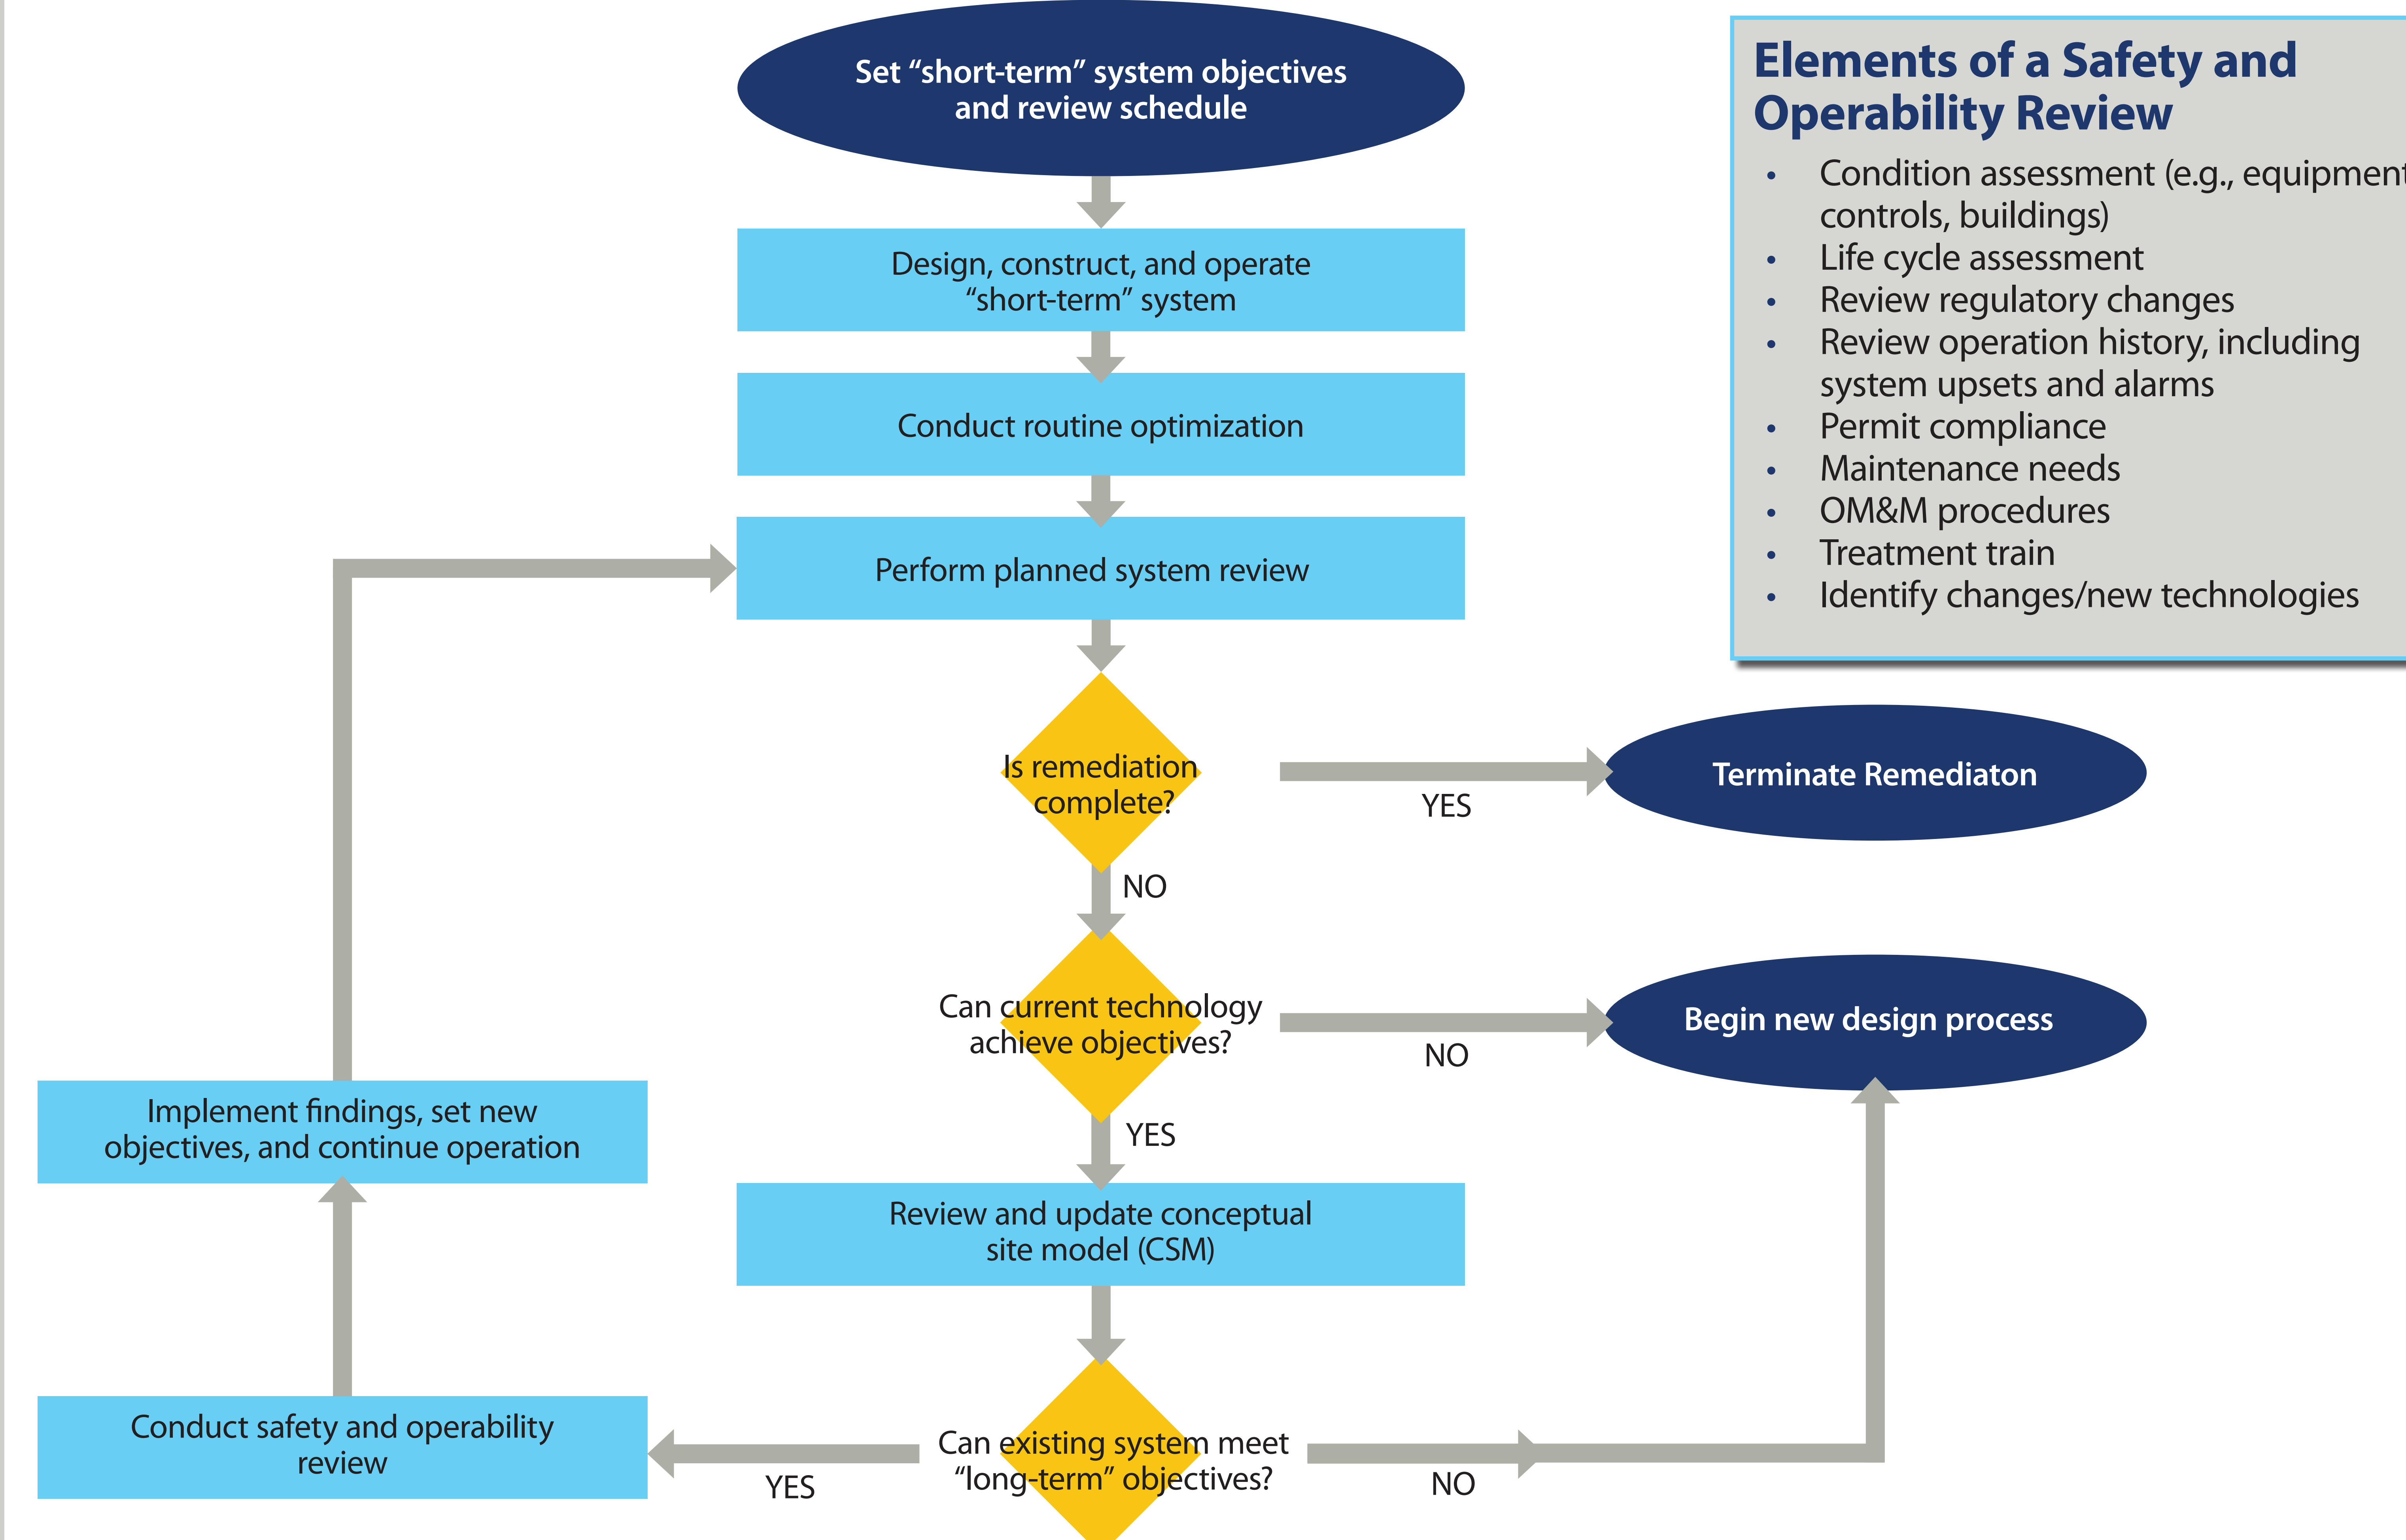 Set “short-term” system objectives
and review schedule
Design, construct, and operate
“short-term” system
Conduct routine optimization
Perform planned system review
Is remediation
complete?
YES
Terminate Remediaton
NO
Can current technology
achieve objectives?
NO
Begin new design process
YES
Review and update conceptual
site model (CSM)
Can existing system meet
“long-term” objectives?
NO
YES
Conduct safety and operability
review
Implement findings, set new
objectives, and continue operation
Elements of a Safety and
Operability Review
• Condition assessment (e.g., equipment
controls, buildings)
• Life cycle assessment
• Review regulatory changes
• Review operation history, including
system upsets and alarms
• Permit compliance
• Maintenance needs
• OM&M procedures
• Treatment train
• Identify changes/new technologies